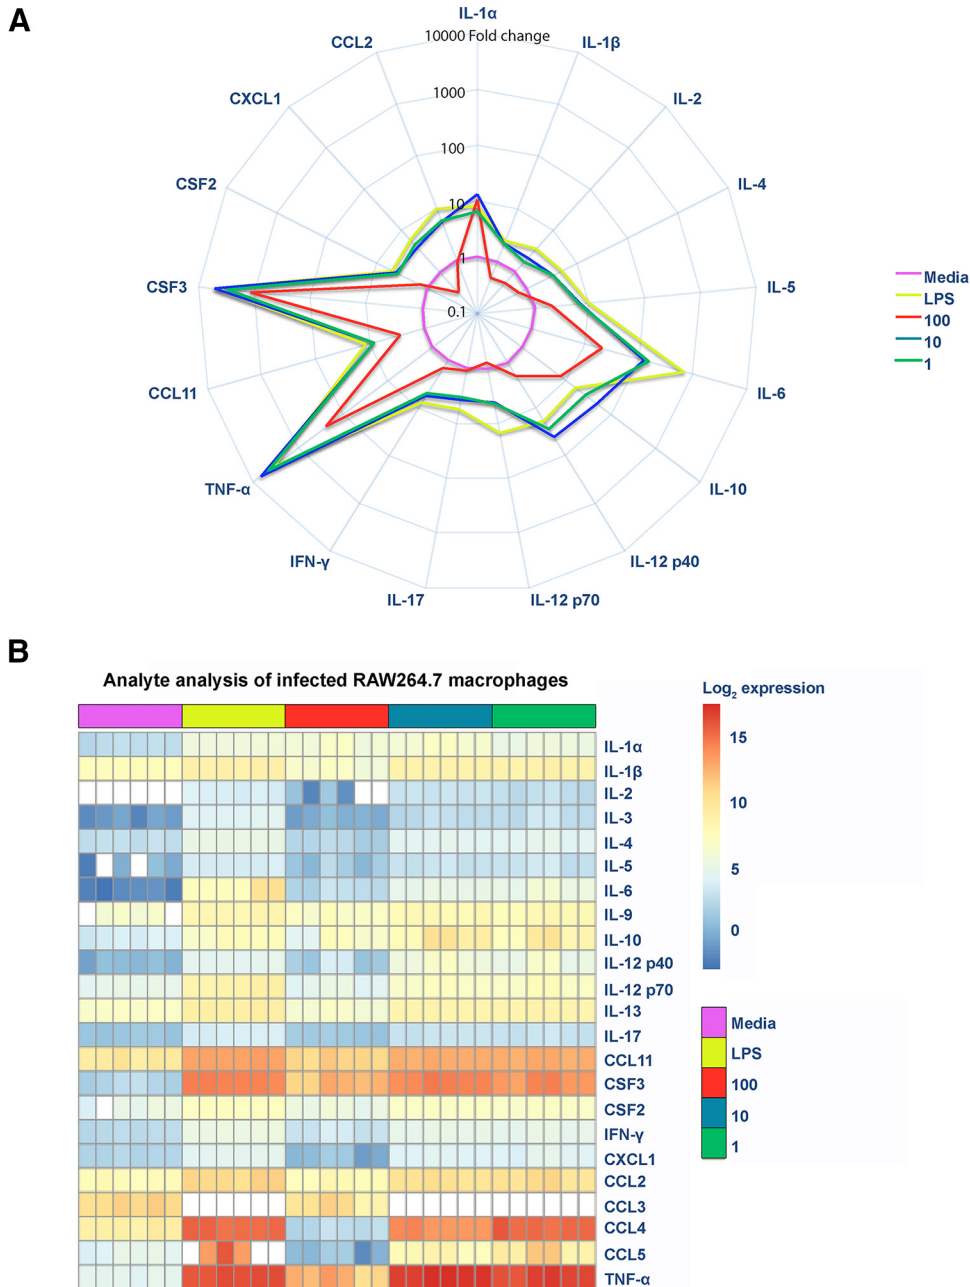 A
IL-1α
10000 Fold change
CCL2
IL-1β
CXCL1
IL-2
1000
100
CSF2
IL-4
10
1
0.1
CSF3
IL-5
Media
LPS
100
10
1
CCL11
IL-6
TNF-α
IL-10
IFN-γ
IL-12 p40
IL-17
IL-12 p70
B
Analyte analysis of infected RAW264.7 macrophages
Log2 expression
15
10
5
0
IL-1α
IL-1β
IL-2
IL-3
IL-4
IL-5
IL-6
IL-9
IL-10
IL-12 p40
IL-12 p70
IL-13
IL-17
CCL11
CSF3
CSF2
IFN-γ
CXCL1
CCL2
CCL3
CCL4
CCL5
TNF-α
Media
LPS
100
10
1